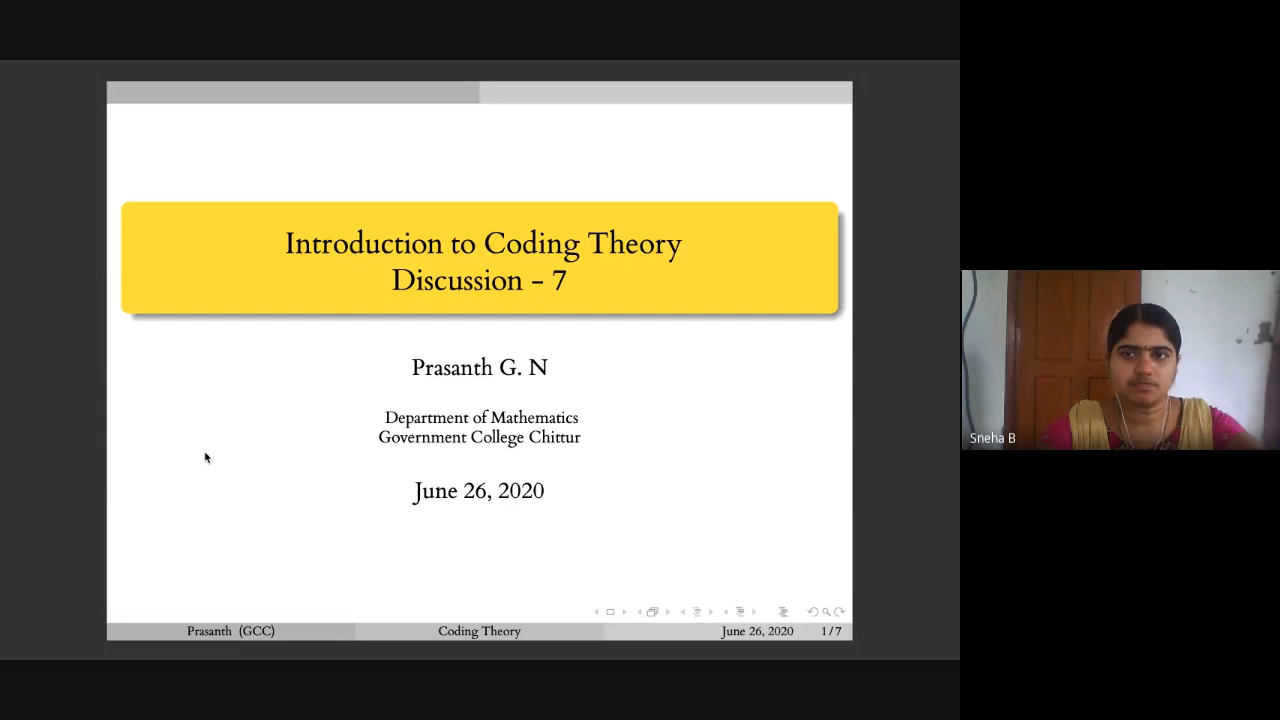 Introduction to Coding Theory
Discussion - 7
Prasanth G. N
Department of Mathematics
Government College Chittur
June 26, 2020
Prasanth (GCC) Coding Theory June 26, 2020 1 / 7
Sneha B